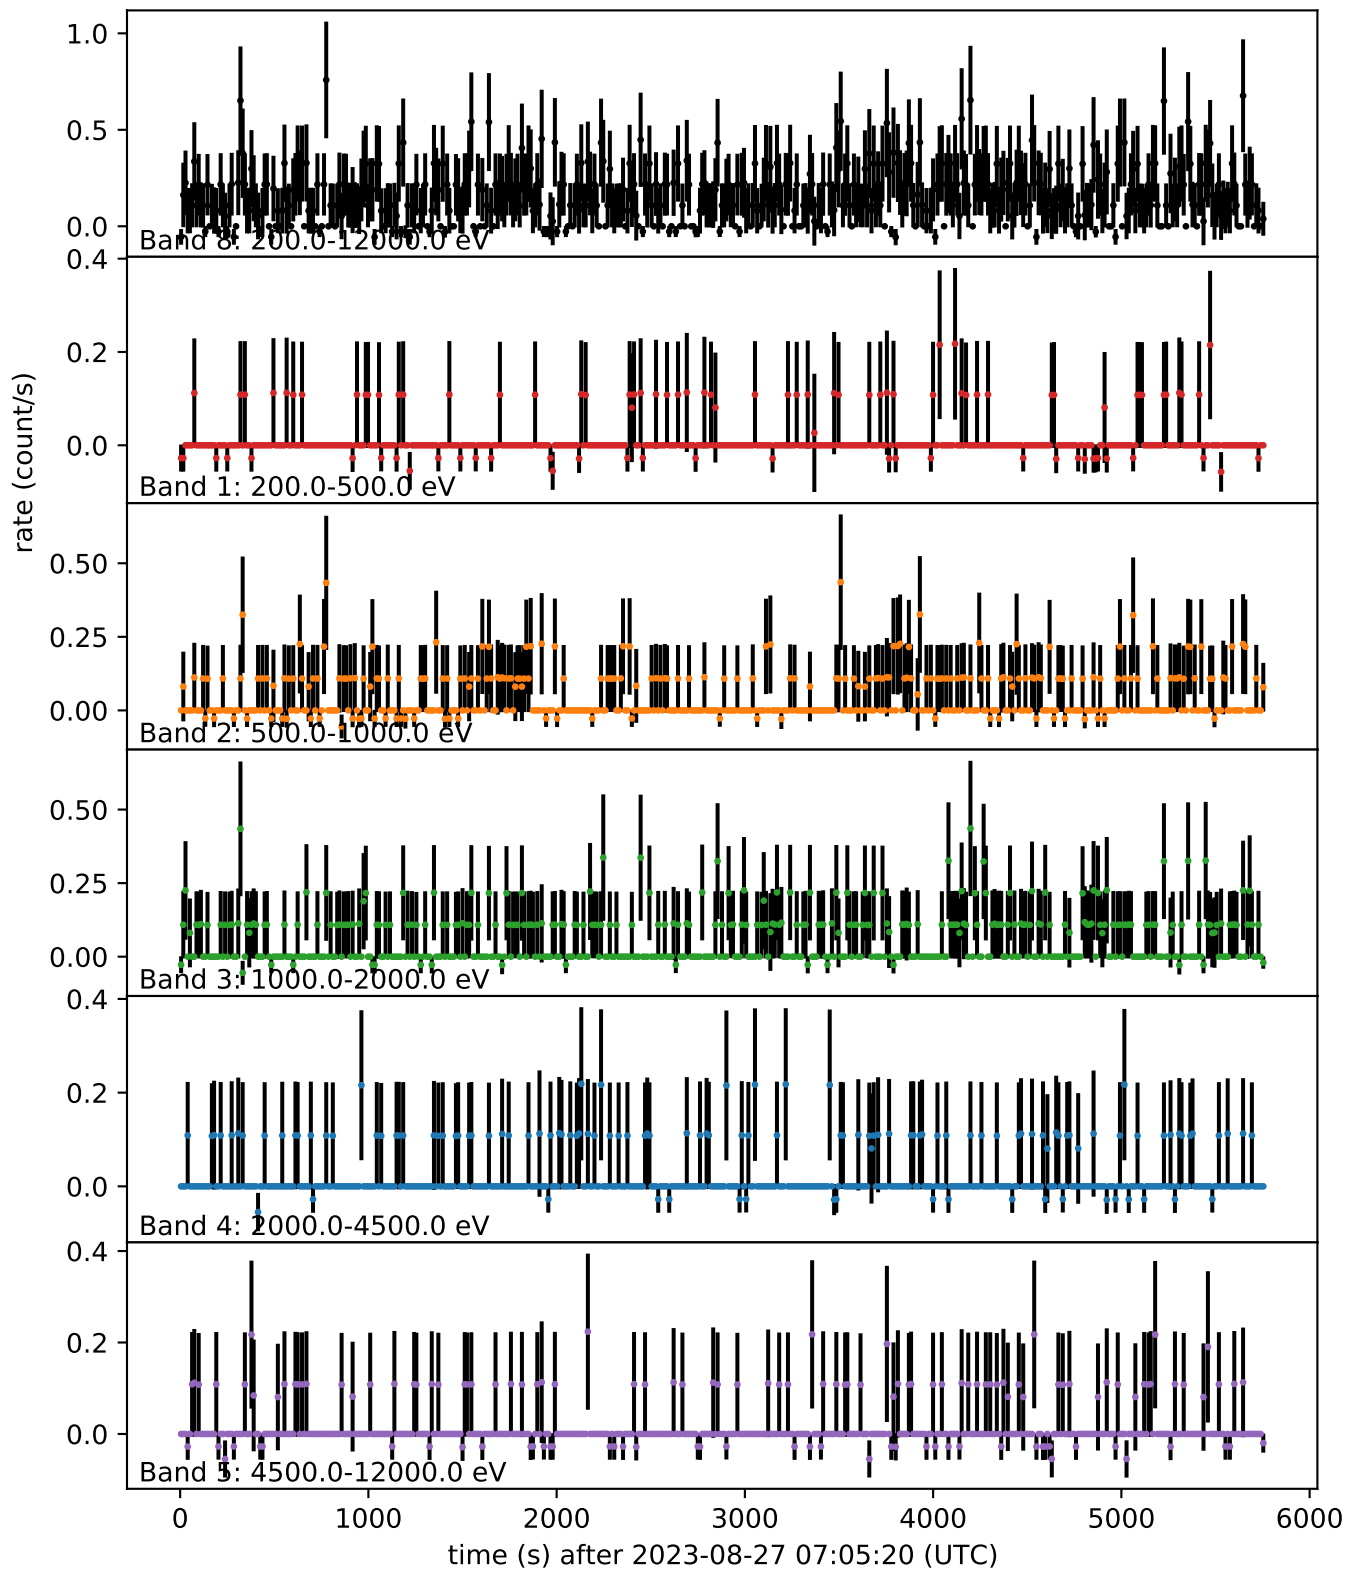 1.0
0.5
0.0
Band 8: 200.0-12000.0 eV
0.4
0.2
0.0
Band 1: 200.0-500.0 eV
rate (count/s)
0.50
0.25
0.00
Band 2: 500.0-1000.0 eV
0.50
0.25
0.00
Band 3: 1000.0-2000.0 eV
0.4
0.2
0.0
Band 4: 2000.0-4500.0 eV
0.4
0.2
0.0
Band 5: 4500.0-12000.0 eV
0 1000 2000 3000 4000 5000 6000
time (s) after 2023-08-27 07:05:20 (UTC)